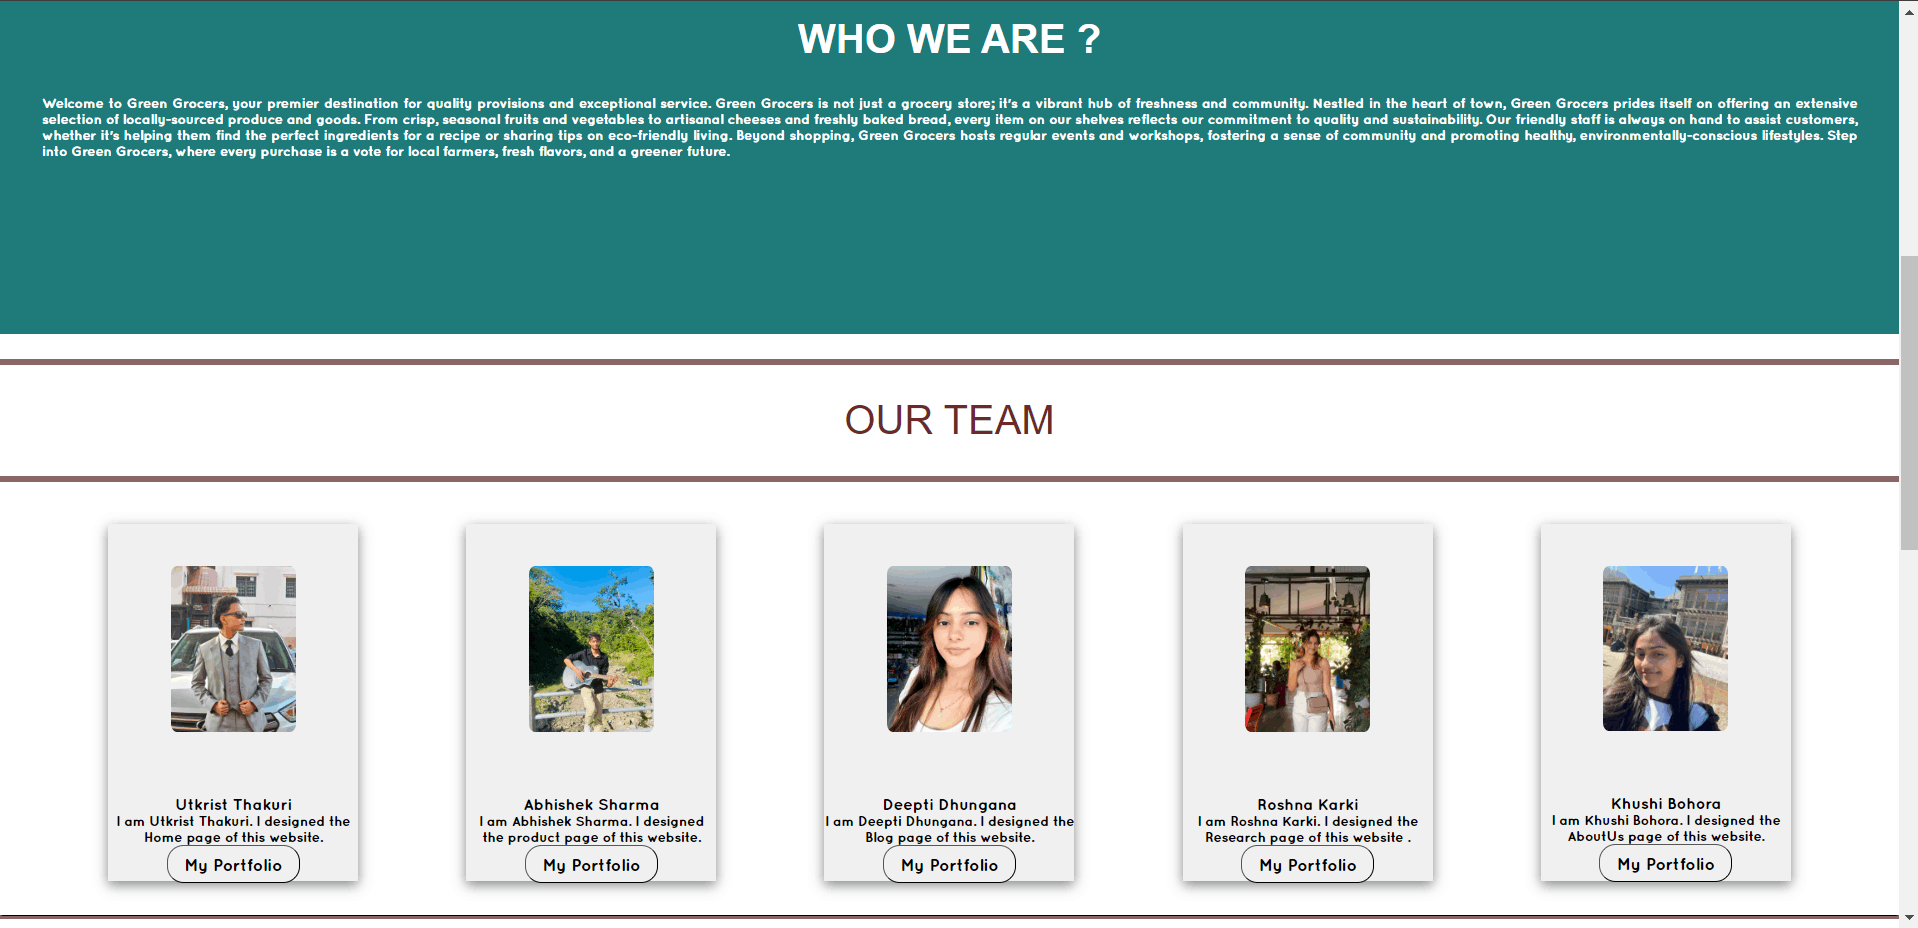 WHO WE ARE ?
Welcome to Green Grocers, your premier destination for quality provisions and exceptional service. Green Grocers is not just a grocery store; it's a vibrant hub of freshness and community. Nestled in the heart of town, Green Grocers prides itself on offering an extensive
selection of locally-sourced produce and goods. From crisp, seasonal fruits and vegetables to artisanal cheeses and freshly baked bread, every item on our shelves reflects our commitment to quality and sustainability. Our friendly staff is always on hand to assist customers,
whether it's helping them find the perfect ingredients for a recipe or sharing tips on eco-friendly living. Beyond shopping, Green Grocers hosts regular events and workshops, fostering a sense of community and promoting healthy, environmentally-conscious lifestyles. Step
into Green Grocers, where every purchase is a vote for local farmers, fresh flavors, and a greener future.
OUR TEAM
Utkrist Thakuri
I am Utkrist Thakuri. I designed the
Home page of this website.
My Portfolio
Abhishek Sharma
I am Abhishek Sharma. I designed
the product page of this website.
My Portfolio
Deepti Dhungana
I am Deepti Dhungana. I designed the
Blog page of this website.
My Portfolio
Roshna Karki
I am Roshna Karki. I designed the
Research page of this website .
My Portfolio
Khushi Bohora
I am Khushi Bohora. I designed the
AboutUs page of this website.
My Portfolio